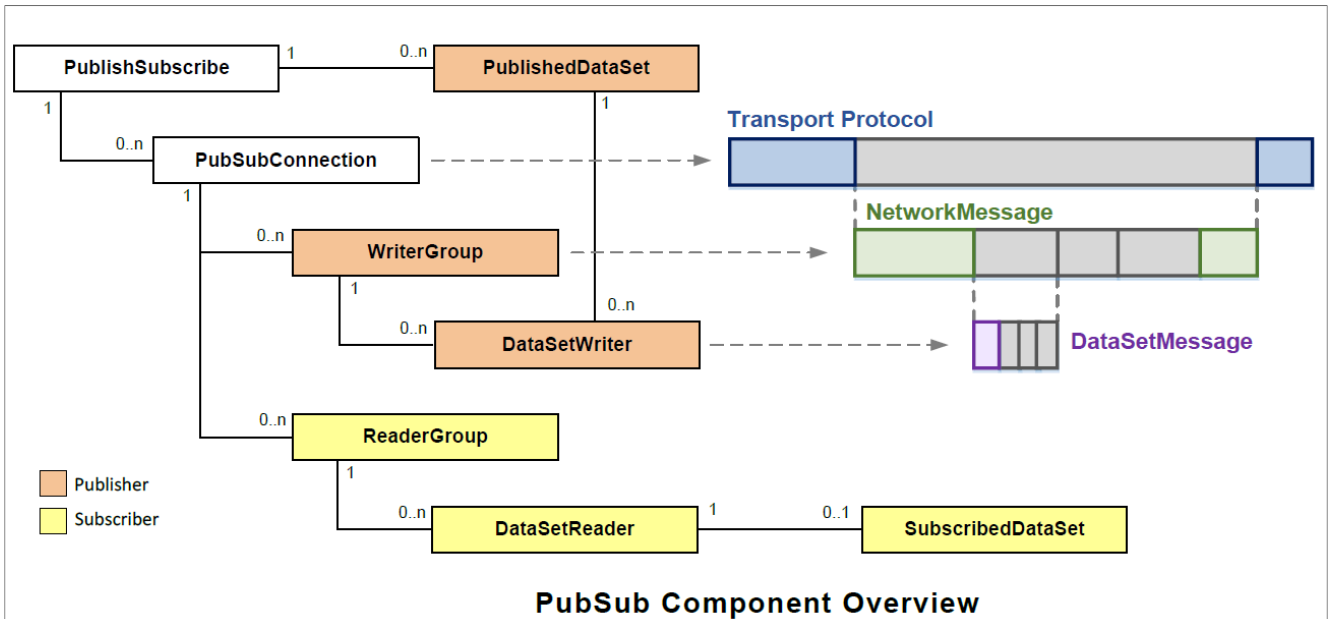 PublishSubscribe
1
0..n
PublishedDataSet
1
1
0..n
PubSubConnection
1
Transport Protocol
NetworkMessage
0..n
WriterGroup
1
0..n
0..n
DataSetWriter
DataSetMessage
0..n
ReaderGroup
1
Publisher
Subscriber
0..n
DataSetReader
1
0..1
SubscribedDataSet
PubSub Component Overview